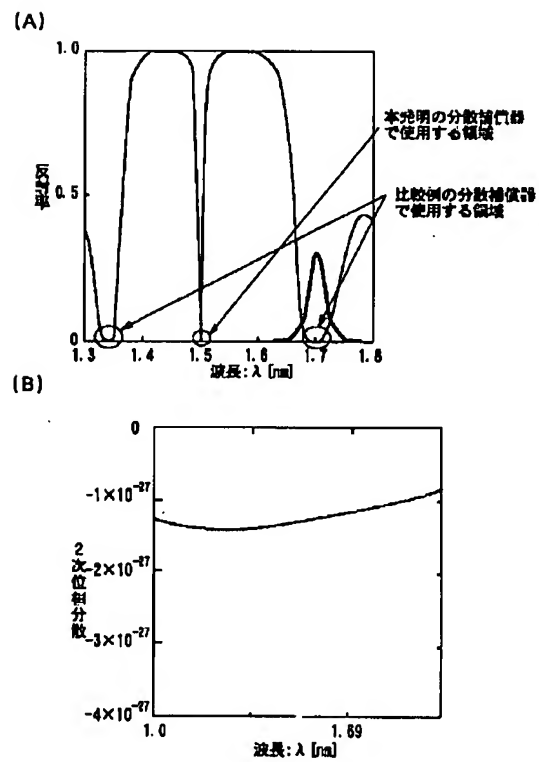 (A)
1.0
0.5
0
反射率
1.3
1.4
1.5
1.6
1.7
1.8
波長:λ [nm]
本発明の分散補償器
で使用する領域
比較例の分散補償器
で使用する領域
(B)
0
-1×10⁻²⁷
-2×10⁻²⁷
-3×10⁻²⁷
-4×10⁻²⁷
2次位相分散
1.0
1.69
波長:λ [nm]